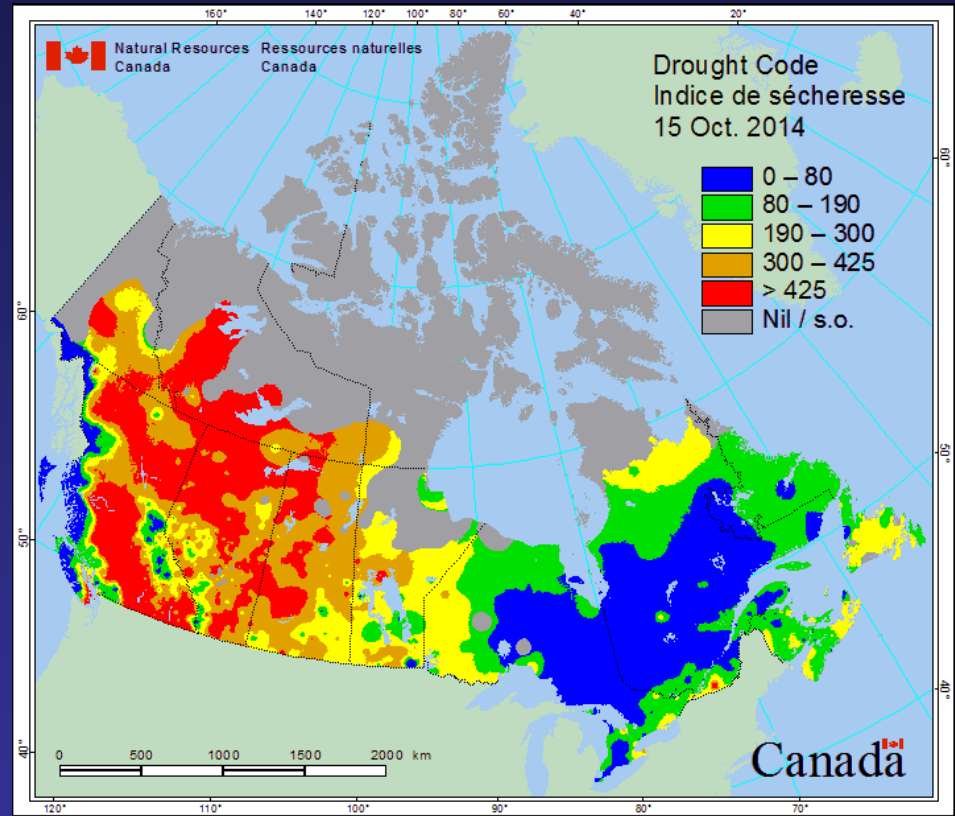 160° 140° 120° 100° 80° 60° 40° 20°
Natural Resources Ressources naturelles
Canada Canada
Drought Code
Indice de sécheresse
15 Oct. 2014
0 – 80
80 – 190
190 – 300
300 – 425
> 425
Nil / s.o.
60°
60°
50°
50°
40°
40°
0 500 1000 1500 2000 km
Canada
120° 110° 100° 90° 80° 70°